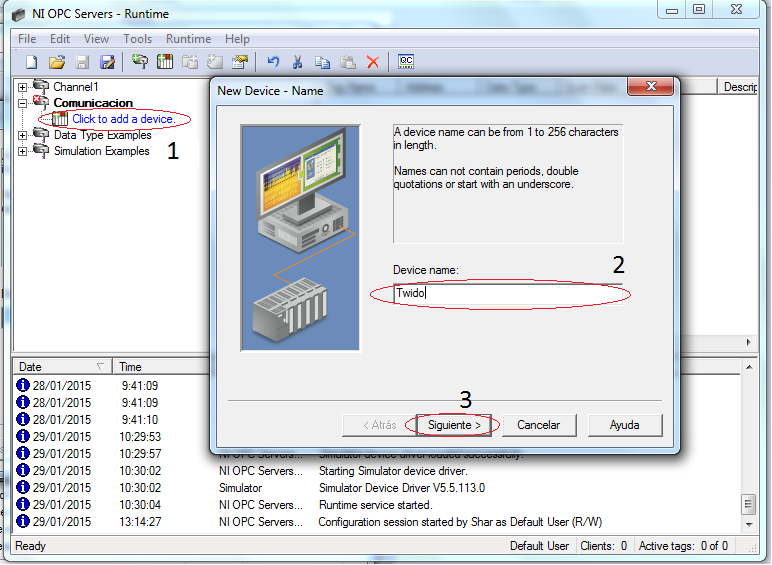 NI OPC Servers - Runtime
File Edit View Tools Runtime Help
Channel1
Comunicacion
Click to add a device.
Data Type Examples
Simulation Examples
1
Descrip
New Device - Name
A device name can be from 1 to 256 characters
in length.
Names can not contain periods, double
quotations or start with an underscore.
Device name:
2
Twido
3
< Atrás Siguiente > Cancelar Ayuda
Date Time
28/01/2015 9:41:09
28/01/2015 9:41:09
28/01/2015 9:41:10
29/01/2015 10:29:53
29/01/2015 10:29:57 NI OPC Servers... Simulator device driver loaded successfully.
29/01/2015 10:30:02 NI OPC Servers... Starting Simulator device driver.
29/01/2015 10:30:02 Simulator Simulator Device Driver V5.5.113.0
29/01/2015 10:30:04 NI OPC Servers... Runtime service started.
29/01/2015 13:14:27 NI OPC Servers... Configuration session started by Shar as Default User (R/W)
Ready Default User Clients: 0 Active tags: 0 of 0